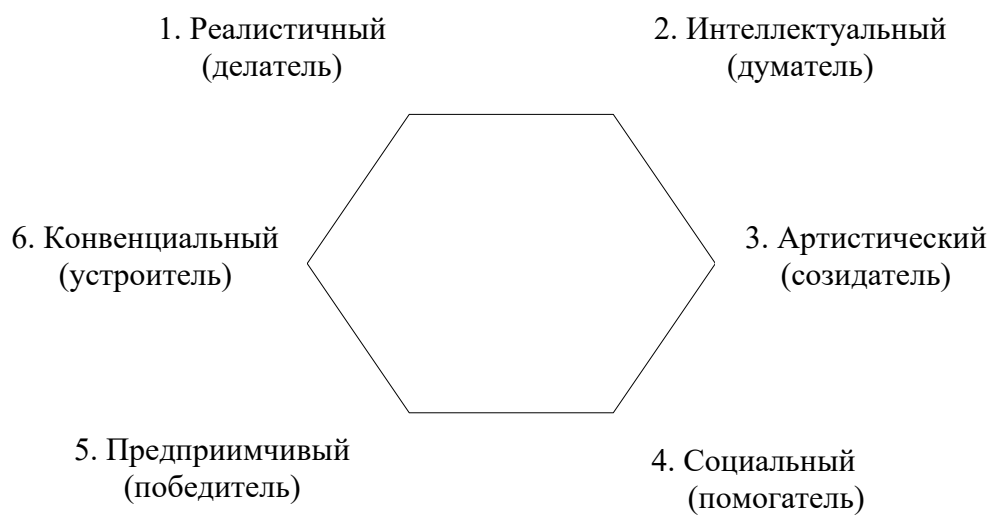 1. Реалистичный
(делатель)
2. Интеллектуальный
(думатель)
6. Конвенциальный
(устроитель)
3. Артистический
(созидатель)
5. Предприимчивый
(победитель)
4. Социальный
(помогатель)